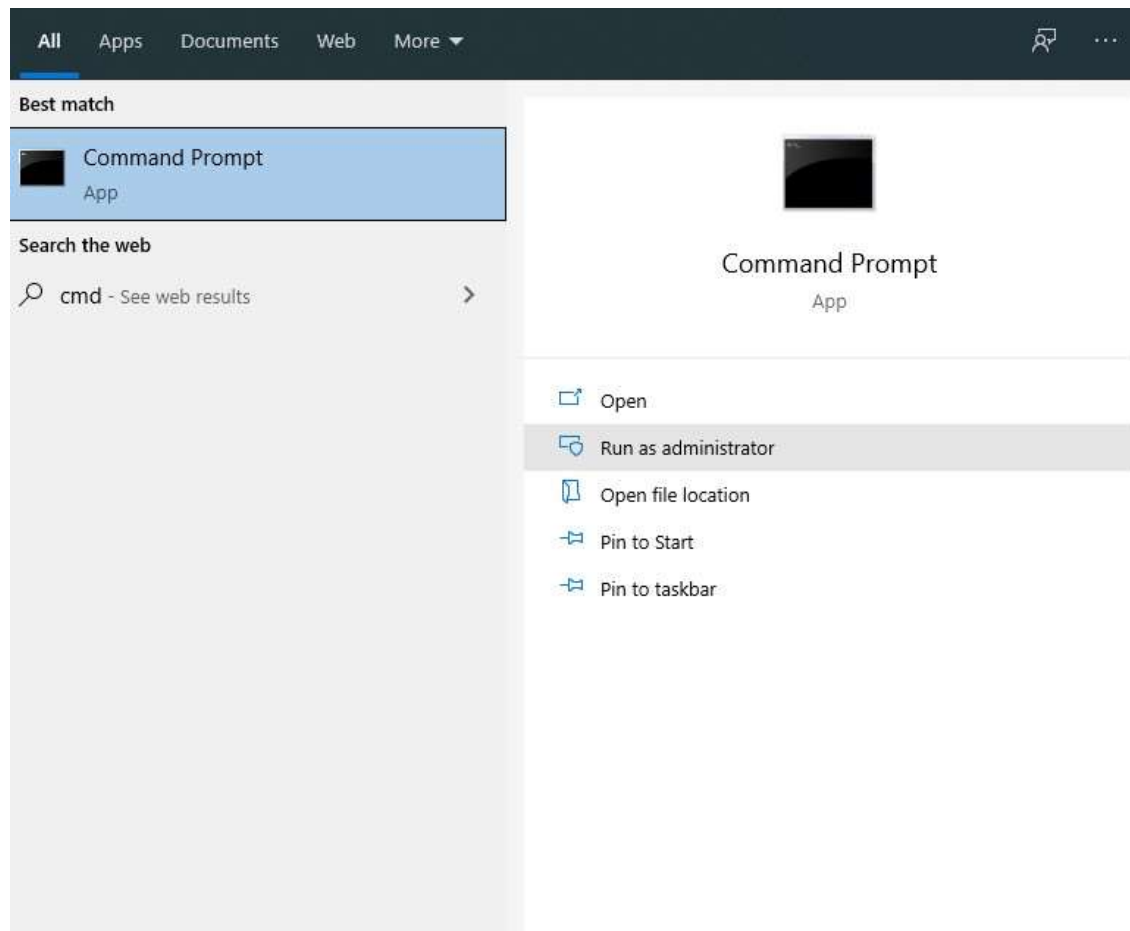 All Apps Documents Web More
Best match
Command Prompt
App
Search the web
cmd - See web results
Command Prompt
App
Open
Run as administrator
Open file location
Pin to Start
Pin to taskbar